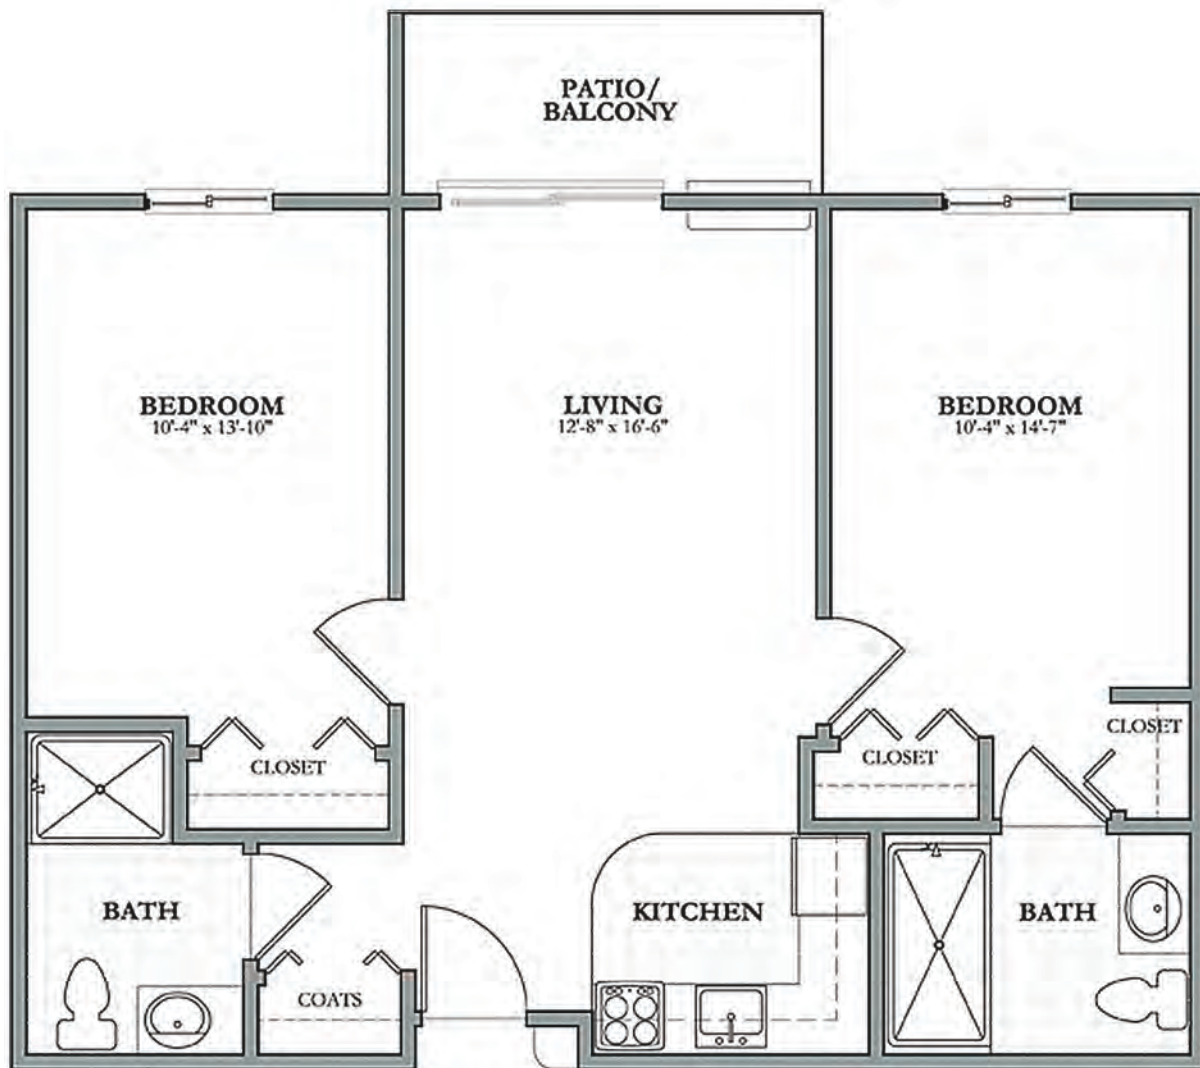 PATIO/
BALCONY
BEDROOM
10'-4" x 13'-10"
LIVING
12'-8" x 16'-6"
BEDROOM
10'-4" x 14'-7"
CLOSET
CLOSET
CLOSET
BATH
KITCHEN
BATH
COATS